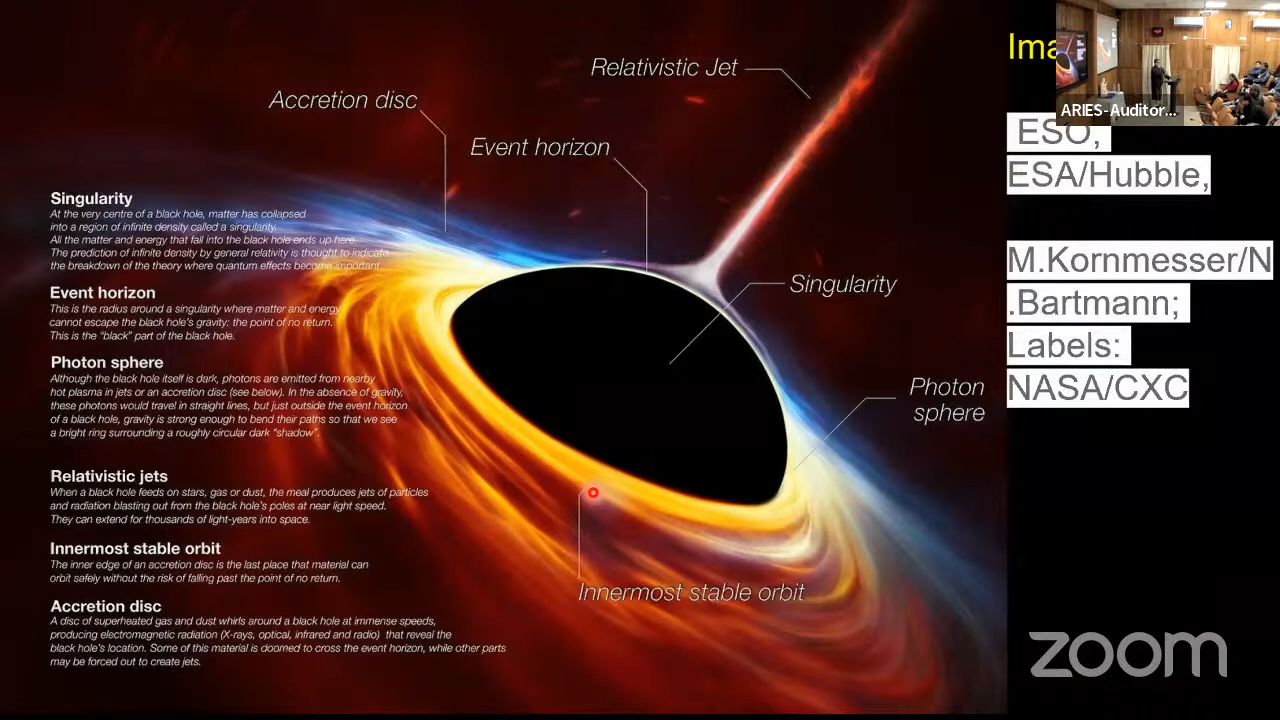 Relativistic Jet
Accretion disc
Event horizon
Singularity
Photon
sphere
Innermost stable orbit
Singularity
At the very centre of a black hole, matter has collapsed
into a region of infinite density called a singularity.
All the matter and energy that fall into the black hole ends up here.
The prediction of infinite density by general relativity is thought to indicate
the breakdown of the theory where quantum effects become important.
Event horizon
This is the radius around a singularity where matter and energy
cannot escape the black hole's gravity: the point of no return.
This is the "black" part of the black hole.
Photon sphere
Although the black hole itself is dark, photons are emitted from nearby
hot plasma in jets or an accretion disc (see below). In the absence of gravity,
these photons would travel in straight lines, but just outside the event horizon
of a black hole, gravity is strong enough to bend their paths so that we see
a bright ring surrounding a roughly circular dark "shadow".
Relativistic jets
When a black hole feeds on stars, gas or dust, the meal produces jets of particles
and radiation blasting out from the black hole's poles at near light speed.
They can extend for thousands of light-years into space.
Innermost stable orbit
The inner edge of an accretion disc is the last place that material can
orbit safely without the risk of falling past the point of no return.
Accretion disc
A disc of superheated gas and dust whirls around a black hole at immense speeds,
producing electromagnetic radiation (X-rays, optical, infrared and radio) that reveal the
black hole's location. Some of this material is doomed to cross the event horizon, while other parts
may be forced out to create jets.
Ima
ARIES-Auditor...
ESO,
ESA/Hubble,
M.Kornmesser/N
.Bartmann;
Labels:
NASA/CXC
zoom